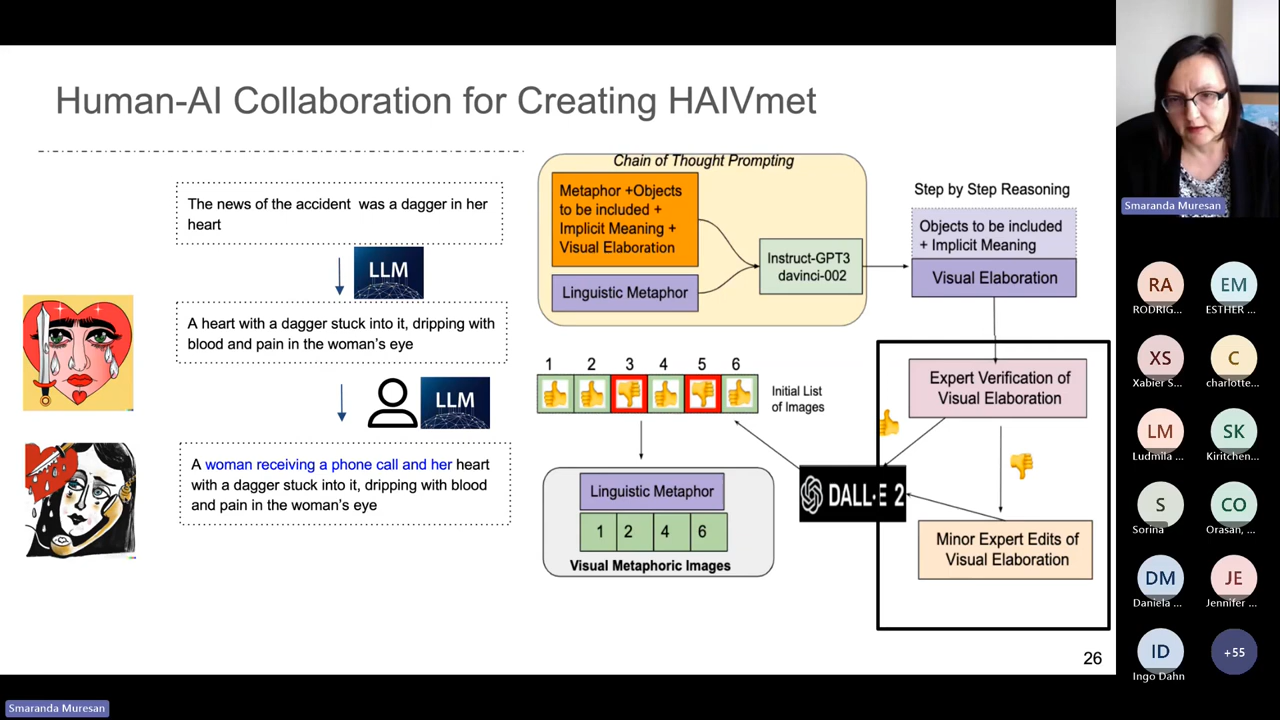 Human-AI Collaboration for Creating HAIVmet
The news of the accident was a dagger in her
heart
LLM
A heart with a dagger stuck into it, dripping with
blood and pain in the woman's eye
LLM
A woman receiving a phone call and her heart
with a dagger stuck into it, dripping with blood
and pain in the woman's eye
Chain of Thought Prompting
Metaphor +Objects
to be included +
Implicit Meaning +
Visual Elaboration
Linguistic Metaphor
Instruct-GPT3
davinci-002
Step by Step Reasoning
Objects to be included
+ Implicit Meaning
Visual Elaboration
Expert Verification of
Visual Elaboration
Minor Expert Edits of
Visual Elaboration
DALL·E 2
1 2 3 4 5 6
Initial List
of Images
Linguistic Metaphor
1 2 4 6
Visual Metaphoric Images
26
Smaranda Muresan
RA
RODRIG...
EM
ESTHER ...
XS
Xabier S...
C
charlotte...
LM
Ludmila ...
SK
Kiritchen...
S
Sorina
CO
Orasan, ...
DM
Daniela ...
JE
Jennifer ...
ID
Ingo Dahn
+55
Smaranda Muresan